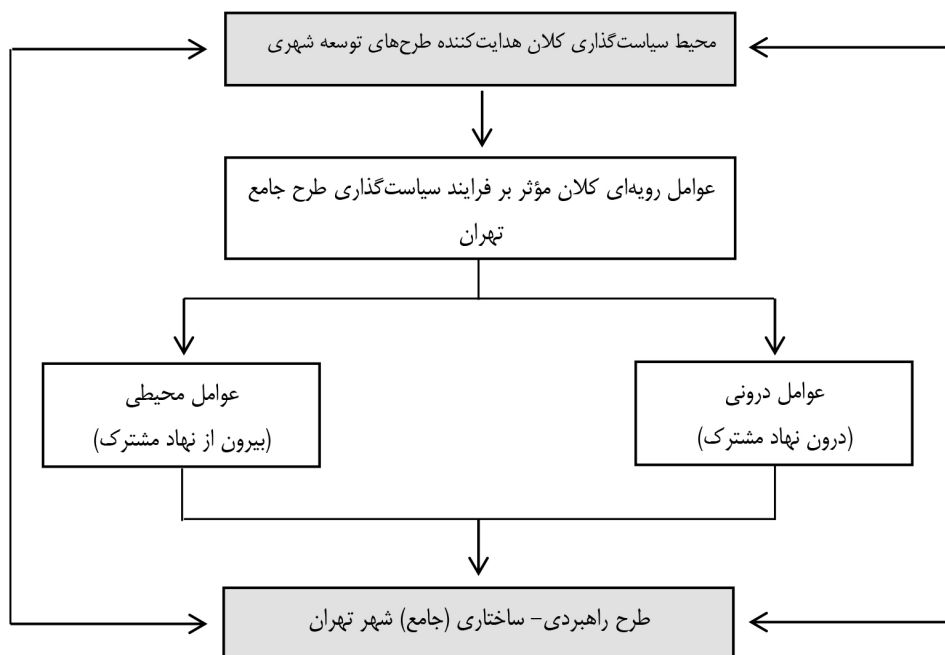 محیط سیاست‌گذاری کلان هدایت‌کننده طرح‌های توسعه شهری
عوامل رویه‌ای کلان مؤثر بر فرایند سیاست‌گذاری طرح جامع
تهران
عوامل درونی
(درون نهاد مشترک)
عوامل محیطی
(بیرون از نهاد مشترک)
طرح راهبردی- ساختاری (جامع) شهر تهران